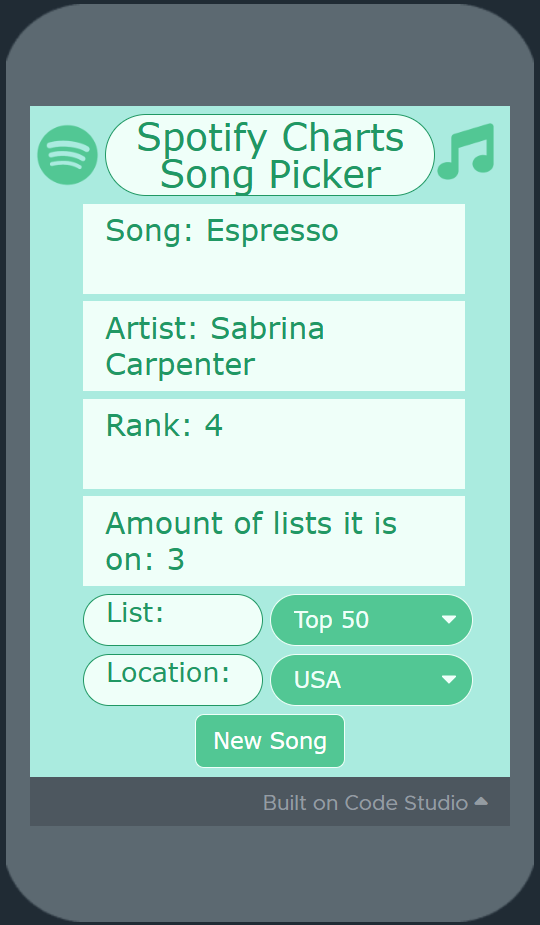 Spotify Charts
Song Picker
Song: Espresso
Artist: Sabrina
Carpenter
Rank: 4
Amount of lists it is
on: 3
List:
Top 50
Location:
USA
New Song
Built on Code Studio